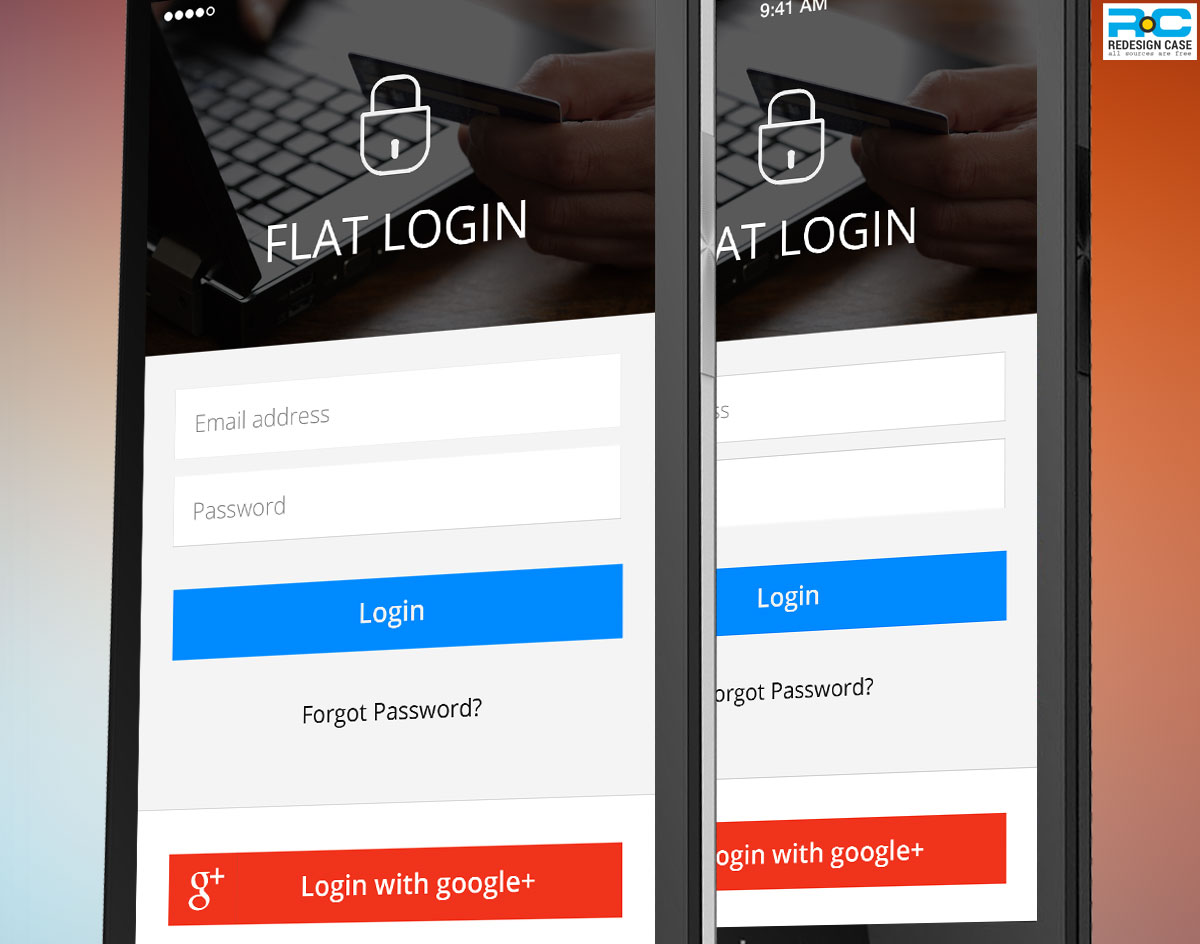 FLAT LOGIN
Email address
Password
Login
Forgot Password?
g+
Login with google+
9:41 AM
AT LOGIN
ss
Login
orgot Password?
ogin with google+
RC
REDESIGN CASE
all sources are free